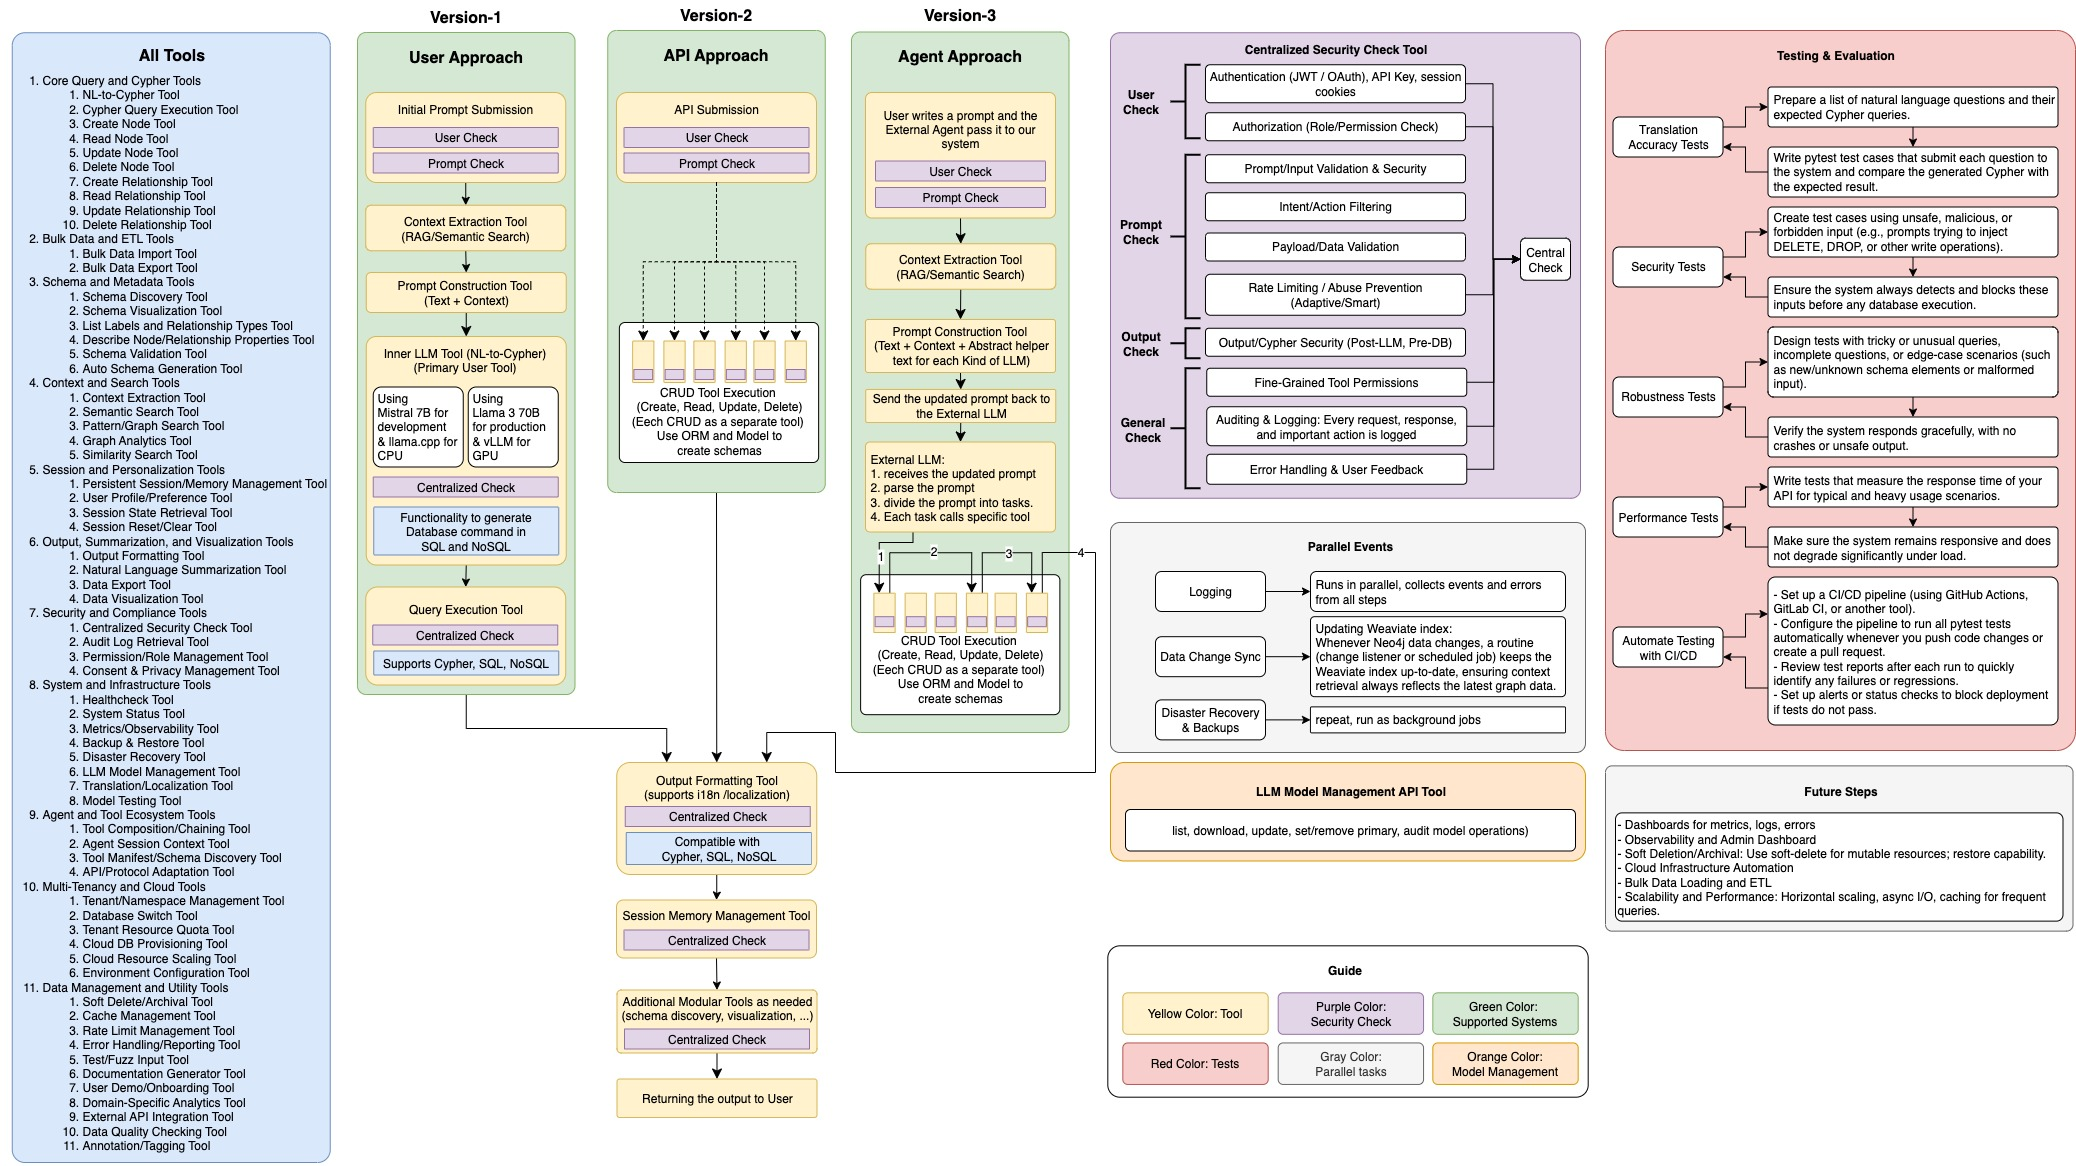 All Tools
1. Core Query and Cypher Tools
1. NL-to-Cypher Tool
2. Cypher Query Execution Tool
3. Create Node Tool
4. Read Node Tool
5. Update Node Tool
6. Delete Node Tool
7. Create Relationship Tool
8. Read Relationship Tool
9. Update Relationship Tool
10. Delete Relationship Tool
2. Bulk Data and ETL Tools
1. Bulk Data Import Tool
2. Bulk Data Export Tool
3. Schema and Metadata Tools
1. Schema Discovery Tool
2. Schema Visualization Tool
3. List Labels and Relationship Types Tool
4. Describe Node/Relationship Properties Tool
5. Schema Validation Tool
6. Auto Schema Generation Tool
4. Context and Search Tools
1. Context Extraction Tool
2. Semantic Search Tool
3. Pattern/Graph Search Tool
4. Graph Analytics Tool
5. Similarity Search Tool
5. Session and Personalization Tools
1. Persistent Session/Memory Management Tool
2. User Profile/Preference Tool
3. Session State Retrieval Tool
4. Session Reset/Clear Tool
6. Output, Summarization, and Visualization Tools
1. Output Formatting Tool
2. Natural Language Summarization Tool
3. Data Export Tool
4. Data Visualization Tool
7. Security and Compliance Tools
1. Centralized Security Check Tool
2. Audit Log Retrieval Tool
3. Permission/Role Management Tool
4. Consent & Privacy Management Tool
8. System and Infrastructure Tools
1. Healthcheck Tool
2. System Status Tool
3. Metrics/Observability Tool
4. Backup & Restore Tool
5. Disaster Recovery Tool
6. LLM Model Management Tool
7. Translation/Localization Tool
8. Model Testing Tool
9. Agent and Tool Ecosystem Tools
1. Tool Composition/Chaining Tool
2. Agent Session Context Tool
3. Tool Manifest/Schema Discovery Tool
4. API/Protocol Adaptation Tool
10. Multi-Tenancy and Cloud Tools
1. Tenant/Namespace Management Tool
2. Database Switch Tool
3. Tenant Resource Quota Tool
4. Cloud DB Provisioning Tool
5. Cloud Resource Scaling Tool
6. Environment Configuration Tool
11. Data Management and Utility Tools
1. Soft Delete/Archival Tool
2. Cache Management Tool
3. Rate Limit Management Tool
4. Error Handling/Reporting Tool
5. Test/Fuzz Input Tool
6. Documentation Generator Tool
7. User Demo/Onboarding Tool
8. Domain-Specific Analytics Tool
9. External API Integration Tool
10. Data Quality Checking Tool
11. Annotation/Tagging Tool
Version-1
User Approach
Initial Prompt Submission
User Check
Prompt Check
Context Extraction Tool
(RAG/Semantic Search)
Prompt Construction Tool
(Text + Context)
Inner LLM Tool (NL-to-Cypher)
(Primary User Tool)
Using
Mistral 7B for
development
& llama.cpp for
CPU
Using
Llama 3 70B
for production
& vLLM for
GPU
Centralized Check
Functionality to generate
Database command in
SQL and NoSQL
Query Execution Tool
Centralized Check
Supports Cypher, SQL, NoSQL
Version-2
API Approach
API Submission
User Check
Prompt Check
CRUD Tool Execution
(Create, Read, Update, Delete)
(Each CRUD as a separate tool)
Use ORM and Model to
create schemas
Version-3
Agent Approach
User writes a prompt and the
External Agent pass it to our
system
User Check
Prompt Check
Context Extraction Tool
(RAG/Semantic Search)
Prompt Construction Tool
(Text + Context + Abstract helper
text for each Kind of LLM)
Send the updated prompt back to
the External LLM
External LLM:
1. receives the updated prompt
2. parse the prompt
3. divide the prompt into tasks.
4. Each task calls specific tool
1
2
3
4
CRUD Tool Execution
(Create, Read, Update, Delete)
(Each CRUD as a separate tool)
Use ORM and Model to
create schemas
Output Formatting Tool
(supports i18n /localization)
Centralized Check
Compatible with
Cypher, SQL, NoSQL
Session Memory Management Tool
Centralized Check
Additional Modular Tools as needed
(schema discovery, visualization, ...)
Centralized Check
Returning the output to User
Centralized Security Check Tool
User
Check
Authentication (JWT / OAuth), API Key, session
cookies
Authorization (Role/Permission Check)
Prompt
Check
Prompt/Input Validation & Security
Intent/Action Filtering
Payload/Data Validation
Rate Limiting / Abuse Prevention
(Adaptive/Smart)
Output
Check
Output/Cypher Security (Post-LLM, Pre-DB)
General
Check
Fine-Grained Tool Permissions
Auditing & Logging: Every request, response,
and important action is logged
Error Handling & User Feedback
Central
Check
Parallel Events
Logging
Runs in parallel, collects events and errors
from all steps
Data Change Sync
Updating Weaviate index:
Whenever Neo4j data changes, a routine
(change listener or scheduled job) keeps the
Weaviate index up-to-date, ensuring context
retrieval always reflects the latest graph data.
Disaster Recovery
& Backups
repeat, run as background jobs
LLM Model Management API Tool
list, download, update, set/remove primary, audit model operations)
Guide
Yellow Color: Tool
Purple Color:
Security Check
Green Color:
Supported Systems
Red Color: Tests
Gray Color:
Parallel tasks
Orange Color:
Model Management
Testing & Evaluation
Translation
Accuracy Tests
Prepare a list of natural language questions and their
expected Cypher queries.
Write pytest test cases that submit each question to
the system and compare the generated Cypher with
the expected result.
Security Tests
Create test cases using unsafe, malicious, or
forbidden input (e.g., prompts trying to inject
DELETE, DROP, or other write operations).
Ensure the system always detects and blocks these
inputs before any database execution.
Robustness Tests
Design tests with tricky or unusual queries,
incomplete questions, or edge-case scenarios (such
as new/unknown schema elements or malformed
input).
Verify the system responds gracefully, with no
crashes or unsafe output.
Performance Tests
Write tests that measure the response time of your
API for typical and heavy usage scenarios.
Make sure the system remains responsive and does
not degrade significantly under load.
Automate Testing
with CI/CD
- Set up a CI/CD pipeline (using GitHub Actions,
GitLab CI, or another tool).
- Configure the pipeline to run all pytest tests
automatically whenever you push code changes or
create a pull request.
- Review test reports after each run to quickly
identify any failures or regressions.
- Set up alerts or status checks to block deployment
if tests do not pass.
Future Steps
- Dashboards for metrics, logs, errors
- Observability and Admin Dashboard
- Soft Deletion/Archival: Use soft-delete for mutable resources; restore capability.
- Cloud Infrastructure Automation
- Bulk Data Loading and ETL
- Scalability and Performance: Horizontal scaling, async I/O, caching for frequent
queries.